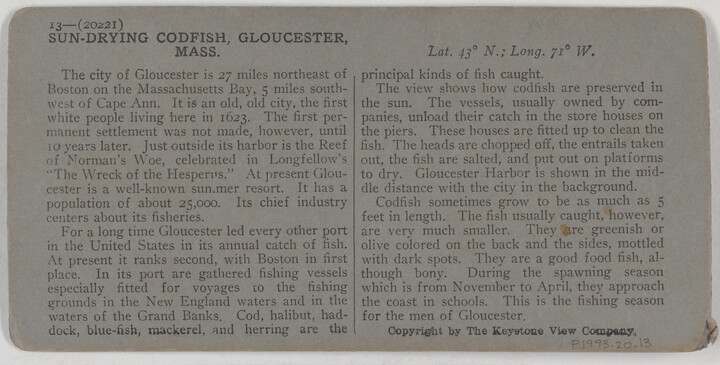 13—(20221)
SUN-DRYING CODFISH, GLOUCESTER,
MASS.
Lat. 43° N.; Long. 71° W.
The city of Gloucester is 27 miles northeast of
Boston on the Massachusetts Bay, 5 miles south-
west of Cape Ann. It is an old, old city, the first
white people living here in 1623. The first per-
manent settlement was not made, however, until
10 years later. Just outside its harbor is the Reef
of Norman's Woe, celebrated in Longfellow's
"The Wreck of the Hesperus." At present Glou-
cester is a well-known summer resort. It has a
population of about 25,000. Its chief industry
centers about its fisheries.
For a long time Gloucester led every other port
in the United States in its annual catch of fish.
At present it ranks second, with Boston in first
place. In its port are gathered fishing vessels
especially fitted for voyages to the fishing
grounds in the New England waters and in the
waters of the Grand Banks. Cod, halibut, had-
dock, blue-fish, mackerel, and herring are the
principal kinds of fish caught.
The view shows how codfish are preserved in
the sun. The vessels, usually owned by com-
panies, unload their catch in the store houses on
the piers. These houses are fitted up to clean the
fish. The heads are chopped off, the entrails taken
out, the fish are salted, and put out on platforms
to dry. Gloucester Harbor is shown in the mid-
dle distance with the city in the background.
Codfish sometimes grow to be as much as 5
feet in length. The fish usually caught, however,
are very much smaller. They are greenish or
olive colored on the back and the sides, mottled
with dark spots. They are a good food fish, al-
though bony. During the spawning season
which is from November to April, they approach
the coast in schools. This is the fishing season
for the men of Gloucester.
Copyright by The Keystone View Company.
P1993.20.13